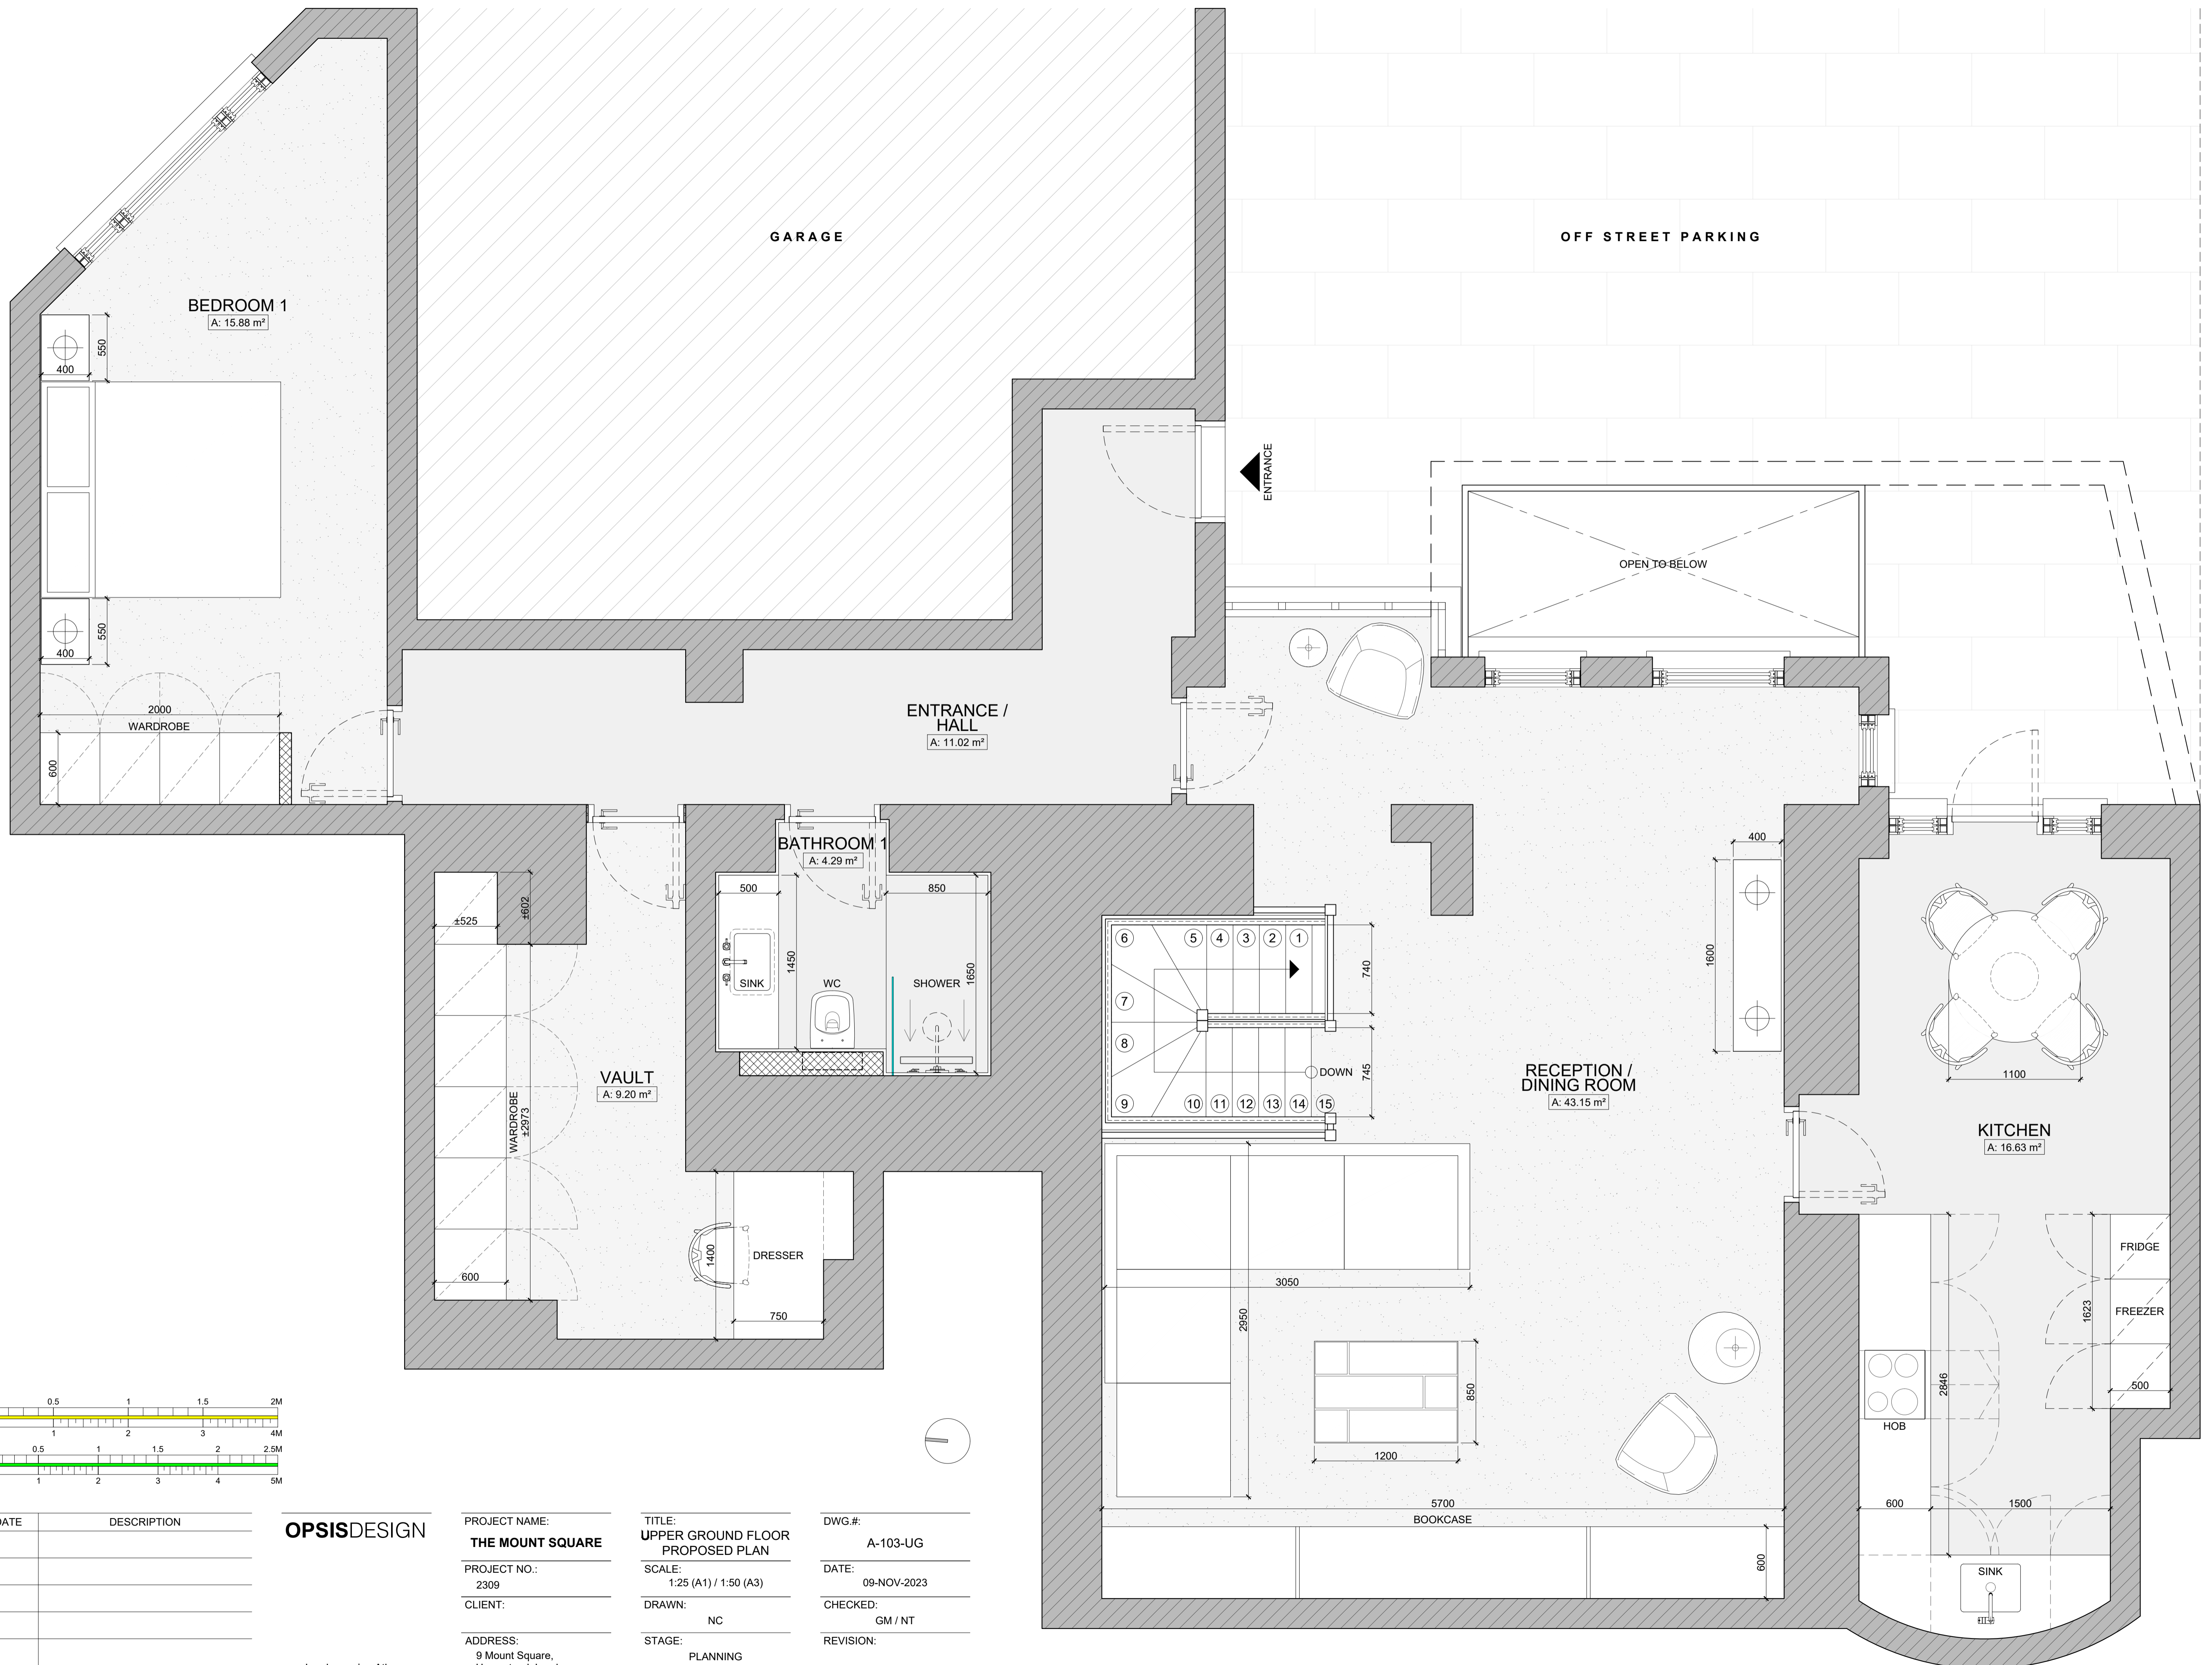 GARAGE
OFF STREET PARKING
BEDROOM 1
A: 15.88 m²
550
400
ENTRANCE
OPEN TO BELOW
550
400
2000
WARDROBE
600
ENTRANCE /
HALL
A: 11.02 m²
BATHROOM 1
A: 4.29 m²
400
1600
500
850
±525
±602
1450
1650
SINK
WC
SHOWER
6
5
4
3
2
1
7
8
9
10
11
12
13
14
15
740
745
DOWN
VAULT
A: 9.20 m²
WARDROBE
±2973
600
1400
DRESSER
750
RECEPTION /
DINING ROOM
A: 43.15 m²
1100
KITCHEN
A: 16.63 m²
3050
2950
850
1200
FRIDGE
FREEZER
1623
500
2846
HOB
600
1500
5700
BOOKCASE
600
SINK
0.5 1 1.5 2M
1 2 3 4M
0.5 1 1.5 2 2.5M
1 2 3 4 5M
DESCRIPTION
OPSISDESIGN
PROJECT NAME:
THE MOUNT SQUARE
PROJECT NO.:
2309
CLIENT:
ADDRESS:
9 Mount Square,
TITLE:
UPPER GROUND FLOOR
PROPOSED PLAN
SCALE:
1:25 (A1) / 1:50 (A3)
DRAWN:
NC
STAGE:
PLANNING
DWG.#:
A-103-UG
DATE:
09-NOV-2023
CHECKED:
GM / NT
REVISION: